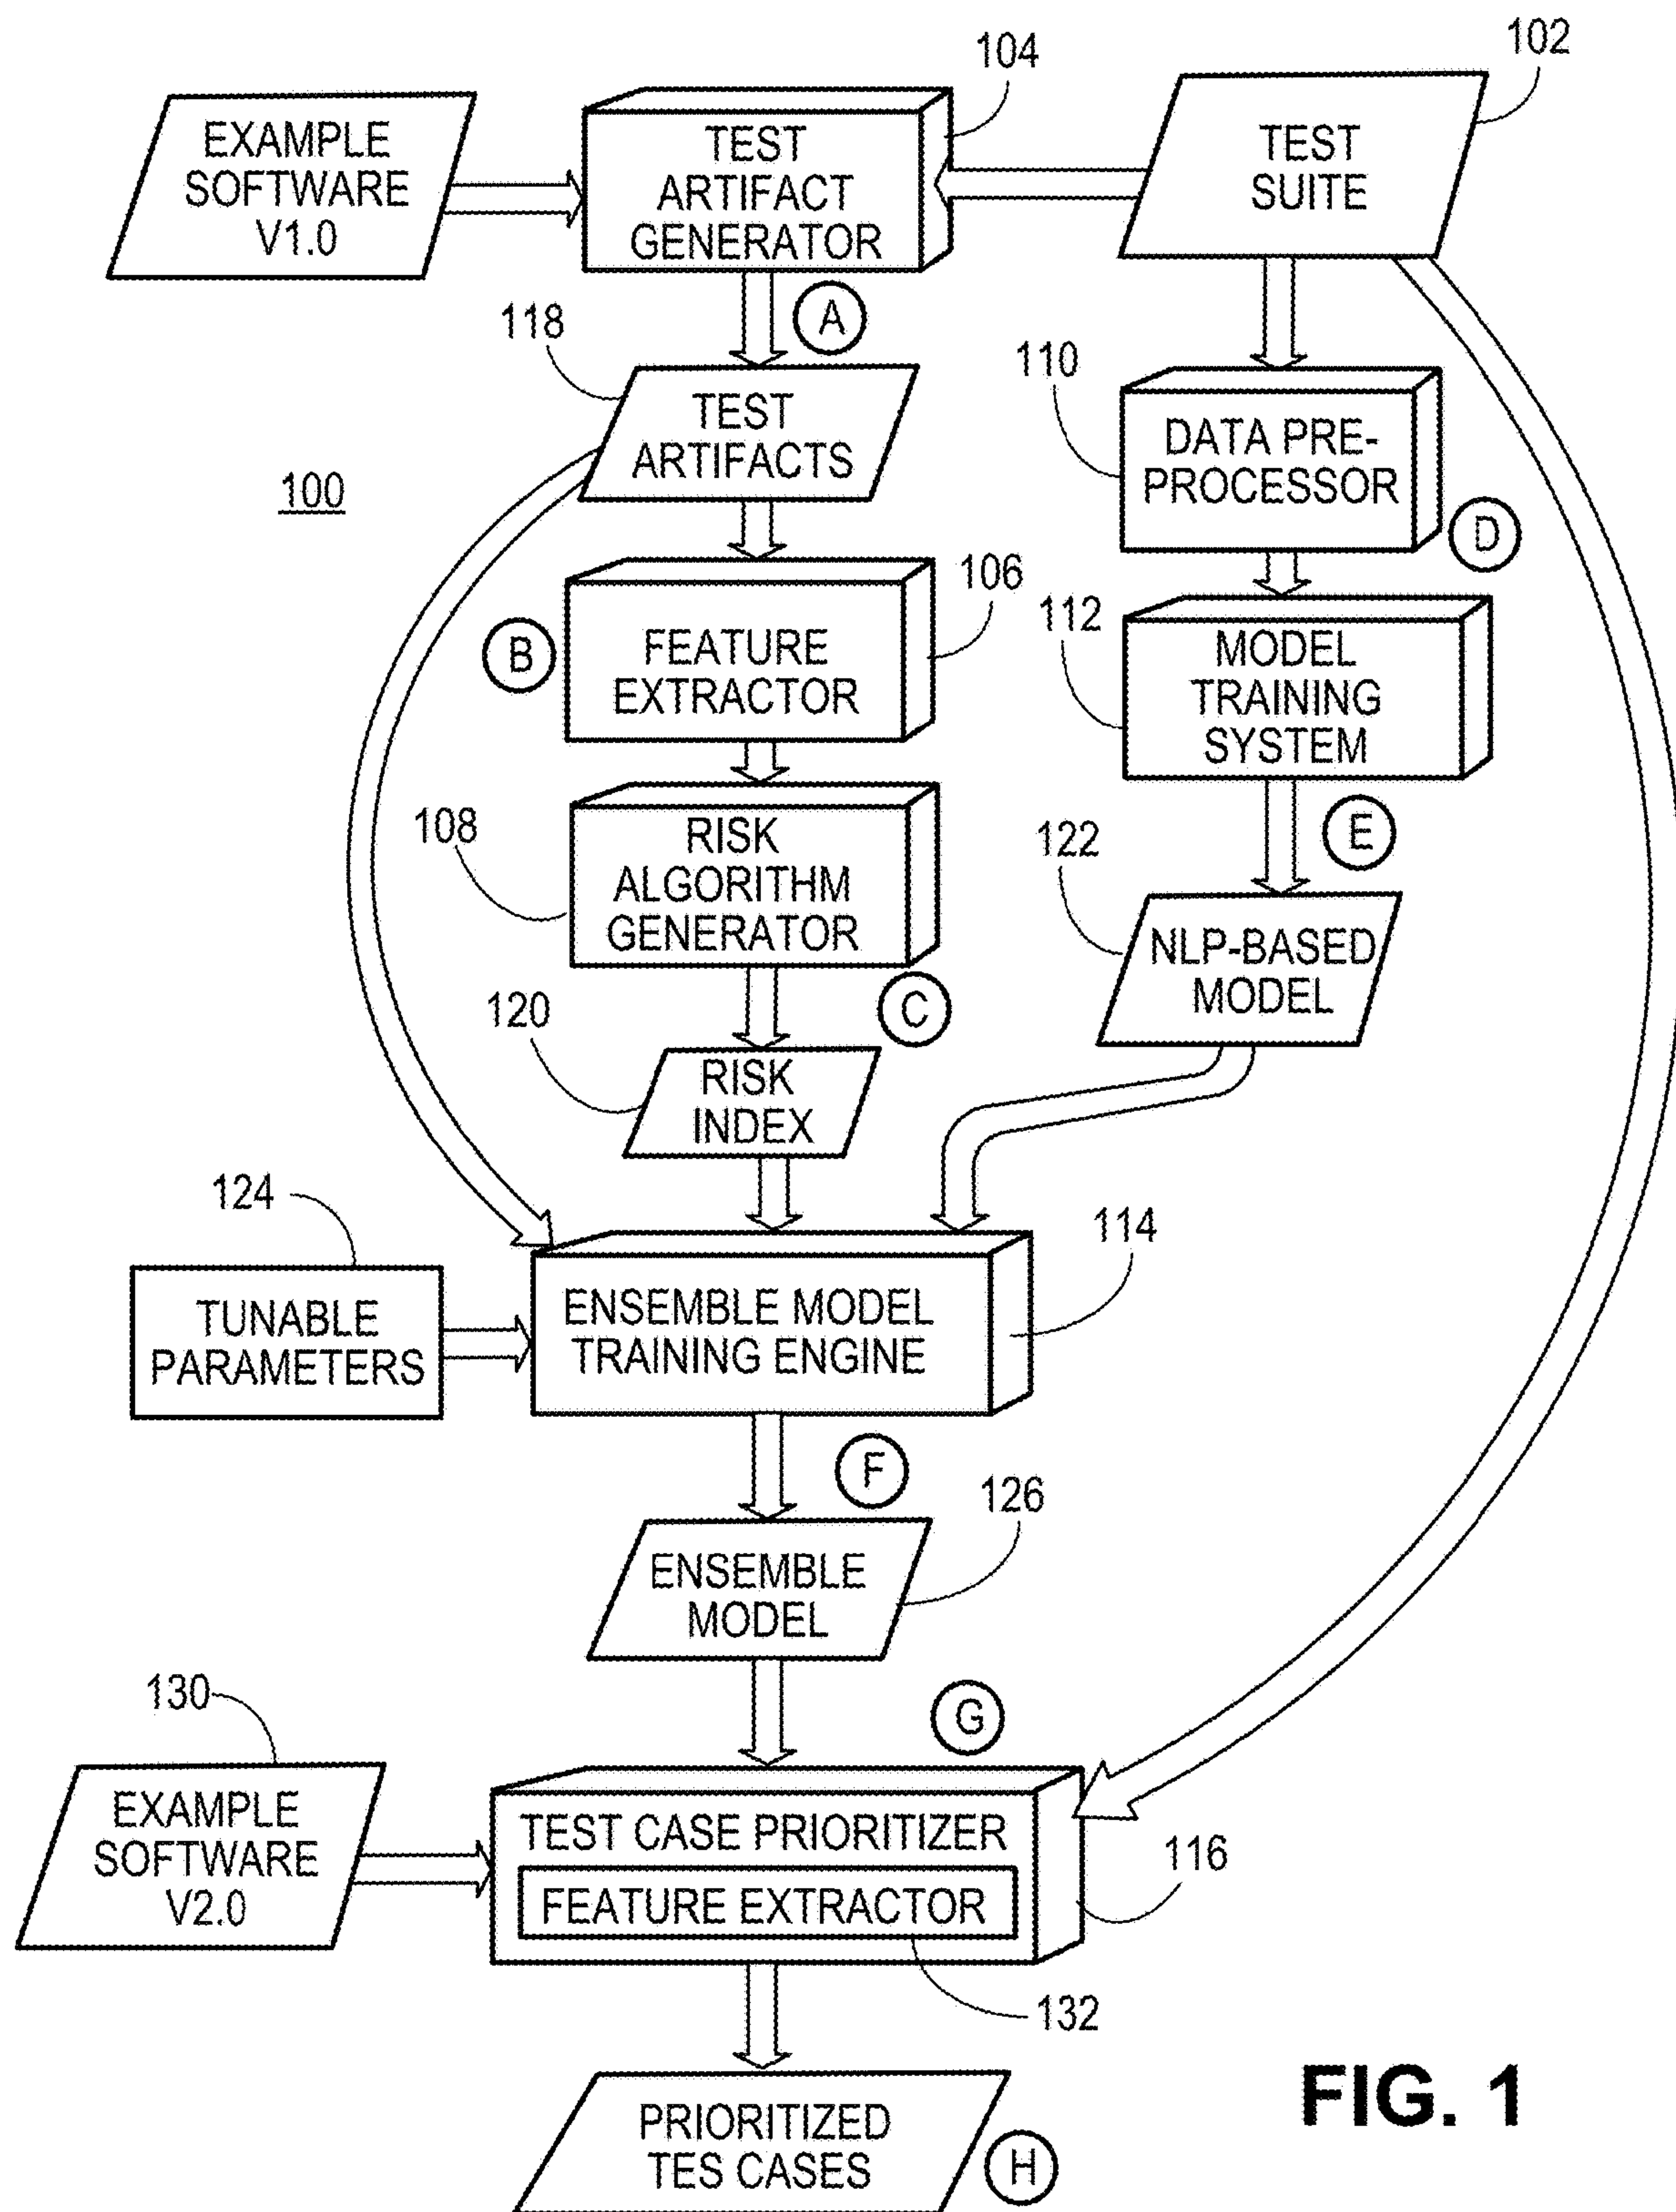 104
102
EXAMPLE
SOFTWARE
V1.0
TEST
ARTIFACT
GENERATOR
TEST
SUITE
A
118
110
TEST
ARTIFACTS
DATA PRE-
PROCESSOR
100
D
106
112
B
FEATURE
EXTRACTOR
MODEL
TRAINING
SYSTEM
108
RISK
ALGORITHM
GENERATOR
122
E
NLP-BASED
MODEL
120
C
RISK
INDEX
124
114
TUNABLE
PARAMETERS
ENSEMBLE MODEL
TRAINING ENGINE
F
126
ENSEMBLE
MODEL
130
G
EXAMPLE
SOFTWARE
V2.0
TEST CASE PRIORITIZER
FEATURE EXTRACTOR
116
132
PRIORITIZED
TES CASES
H
FIG. 1